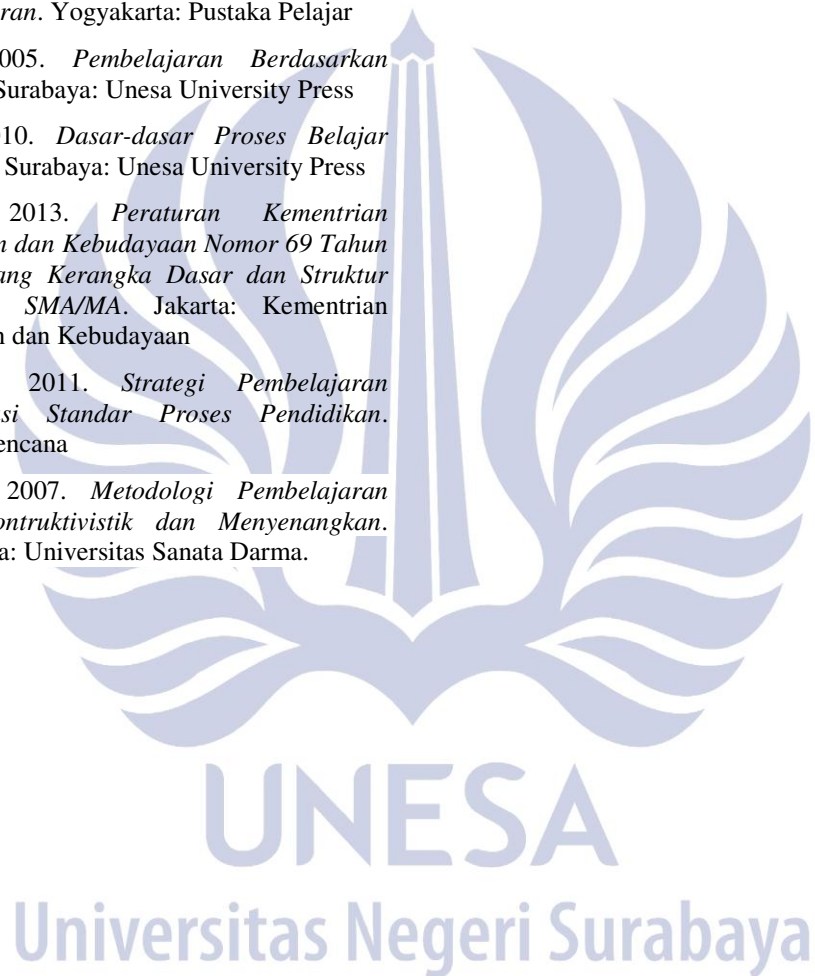 ran. Yogyakarta: Pustaka Pelajar
005. Pembelajaran Berdasarkan
Surabaya: Unesa University Press
10. Dasar-dasar Proses Belajar
Surabaya: Unesa University Press
2013. Peraturan Kementrian
n dan Kebudayaan Nomor 69 Tahun
ang Kerangka Dasar dan Struktur
SMA/MA. Jakarta: Kementrian
n dan Kebudayaan
2011. Strategi Pembelajaran
si Standar Proses Pendidikan.
encana
2007. Metodologi Pembelajaran
ontruktivistik dan Menyenangkan.
a: Universitas Sanata Darma.
UNESA
Universitas Negeri Surabaya